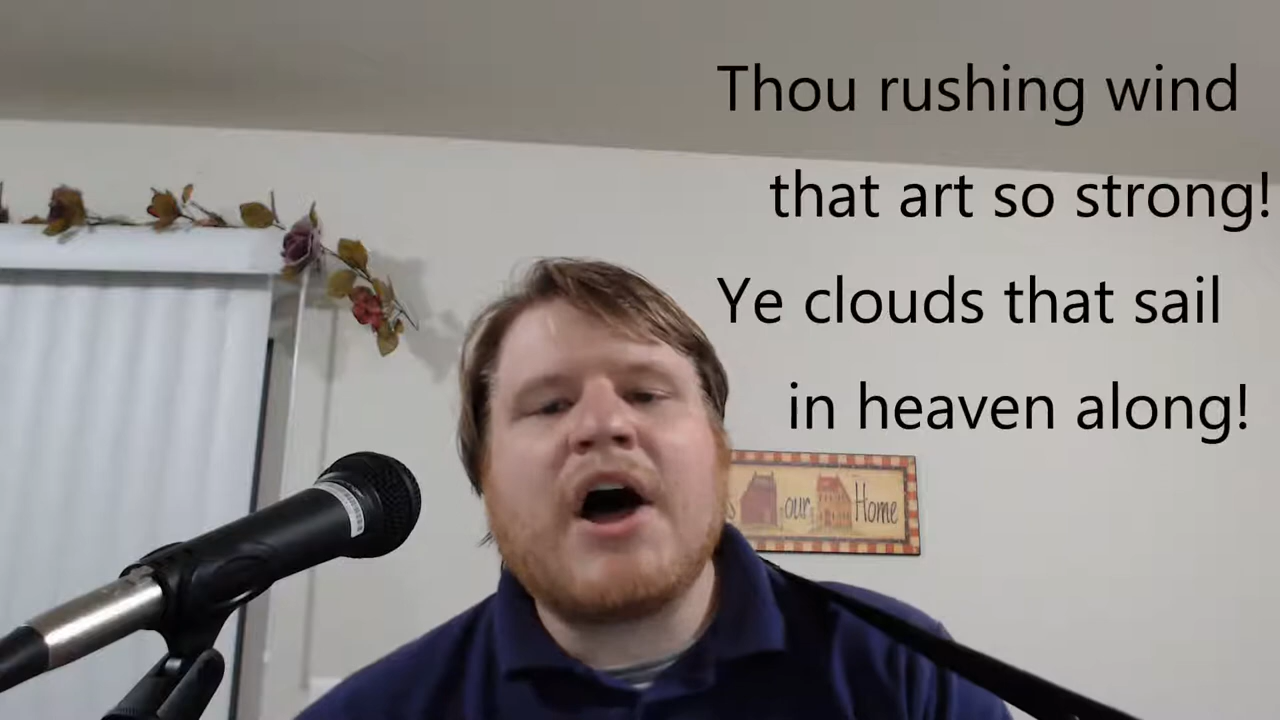 Thou rushing wind
that art so strong!
Ye clouds that sail
in heaven along!
our Home